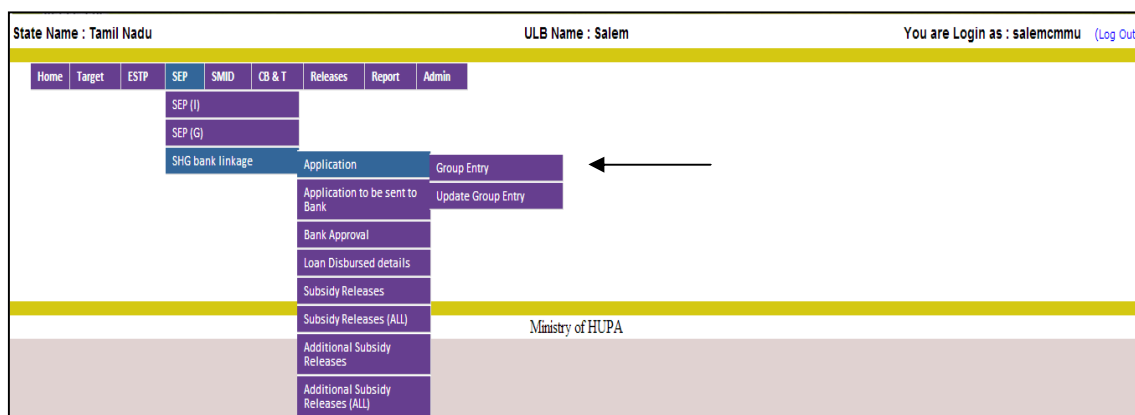 State Name : Tamil Nadu ULB Name : Salem You are Login as : salemcmmu (Log Out
Home Target ESTP SEP SMID CB & T Releases Report Admin
SEP (I)
SEP (G)
SHG bank linkage Application Group Entry
Application to be sent to
Bank
Update Group Entry
Bank Approval
Loan Disbursed details
Subsidy Releases
Subsidy Releases (ALL)
Ministry of HUPA
Additional Subsidy
Releases
Additional Subsidy
Releases (ALL)